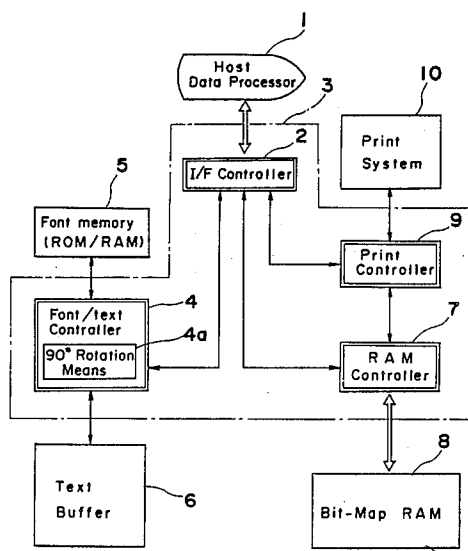 1
Host
Data Processor
3
10
2
Print
System
I/F Controller
5
Font memory
(ROM/RAM)
9
Print
Controller
4
Font/text
Conctroller
4a
90° Rotation
Means
7
RAM
Controller
8
Text
Buffer
6
Bit-Map RAM